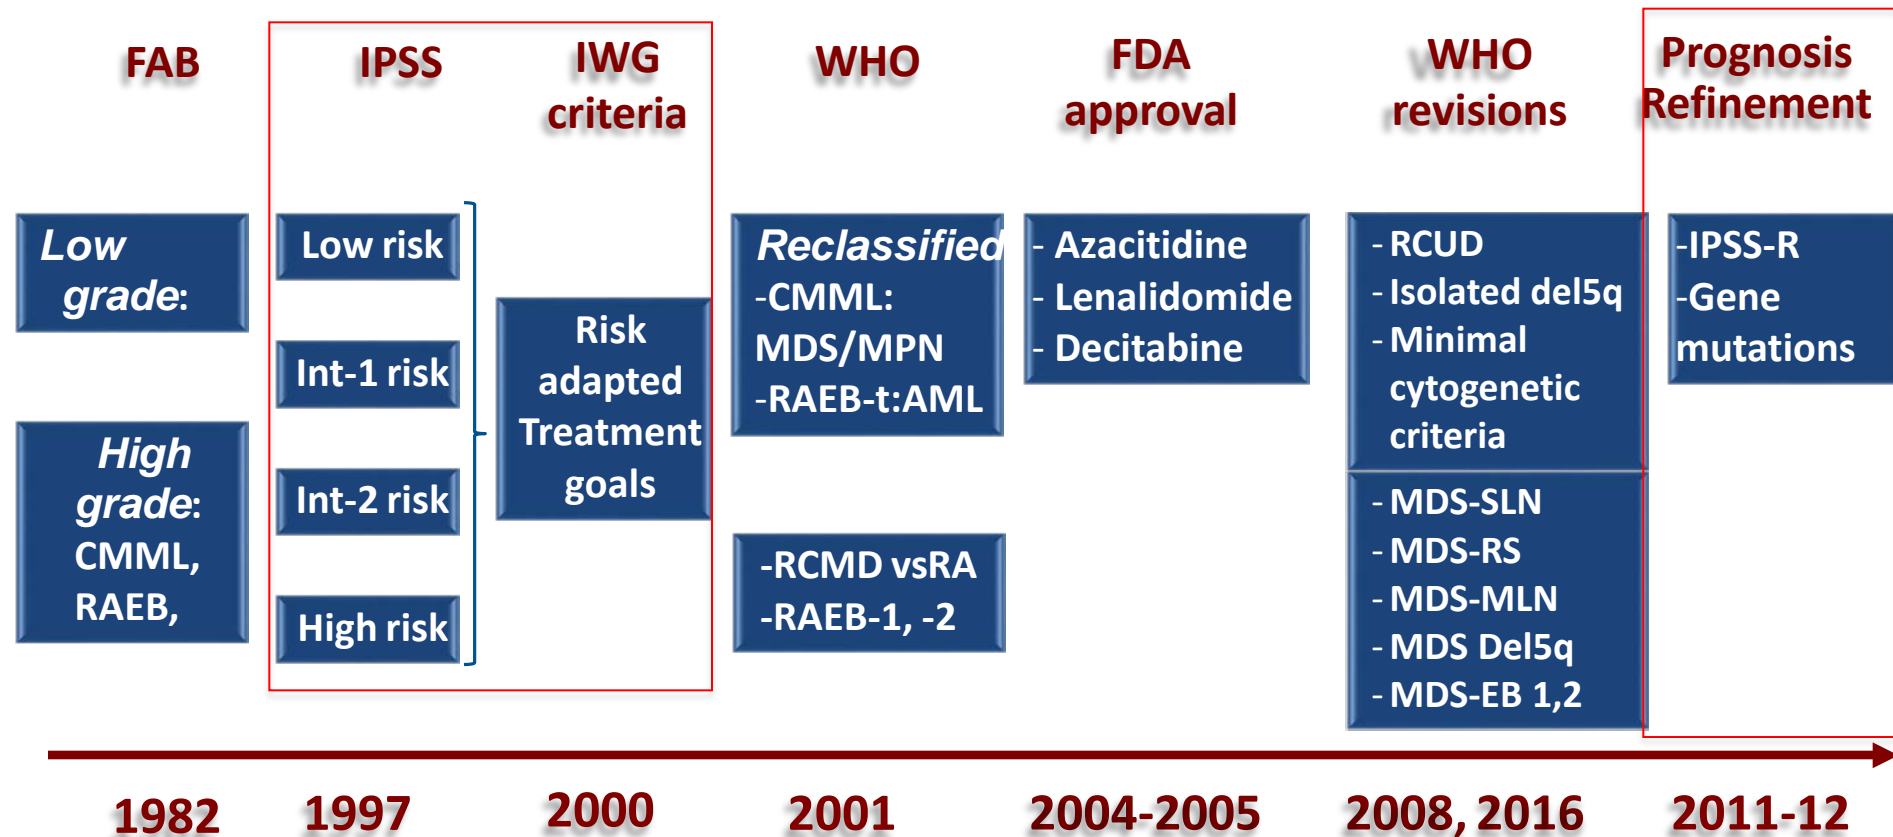 FAB
IPSS
IWG
criteria
WHO
FDA
approval
WHO
revisions
Prognosis
Refinement
Low
grade:
High
grade:
CMML,
RAEB,
Low risk
Int-1 risk
Int-2 risk
High risk
Risk
adapted
Treatment
goals
Reclassified
-CMML:
MDS/MPN
-RAEB-t:AML
-RCMD vsRA
-RAEB-1, -2
- Azacitidine
- Lenalidomide
- Decitabine
- RCUD
- Isolated del5q
- Minimal
cytogenetic
criteria
- MDS-SLN
- MDS-RS
- MDS-MLN
- MDS Del5q
- MDS-EB 1,2
-IPSS-R
-Gene
mutations
1982
1997
2000
2001
2004-2005
2008, 2016
2011-12